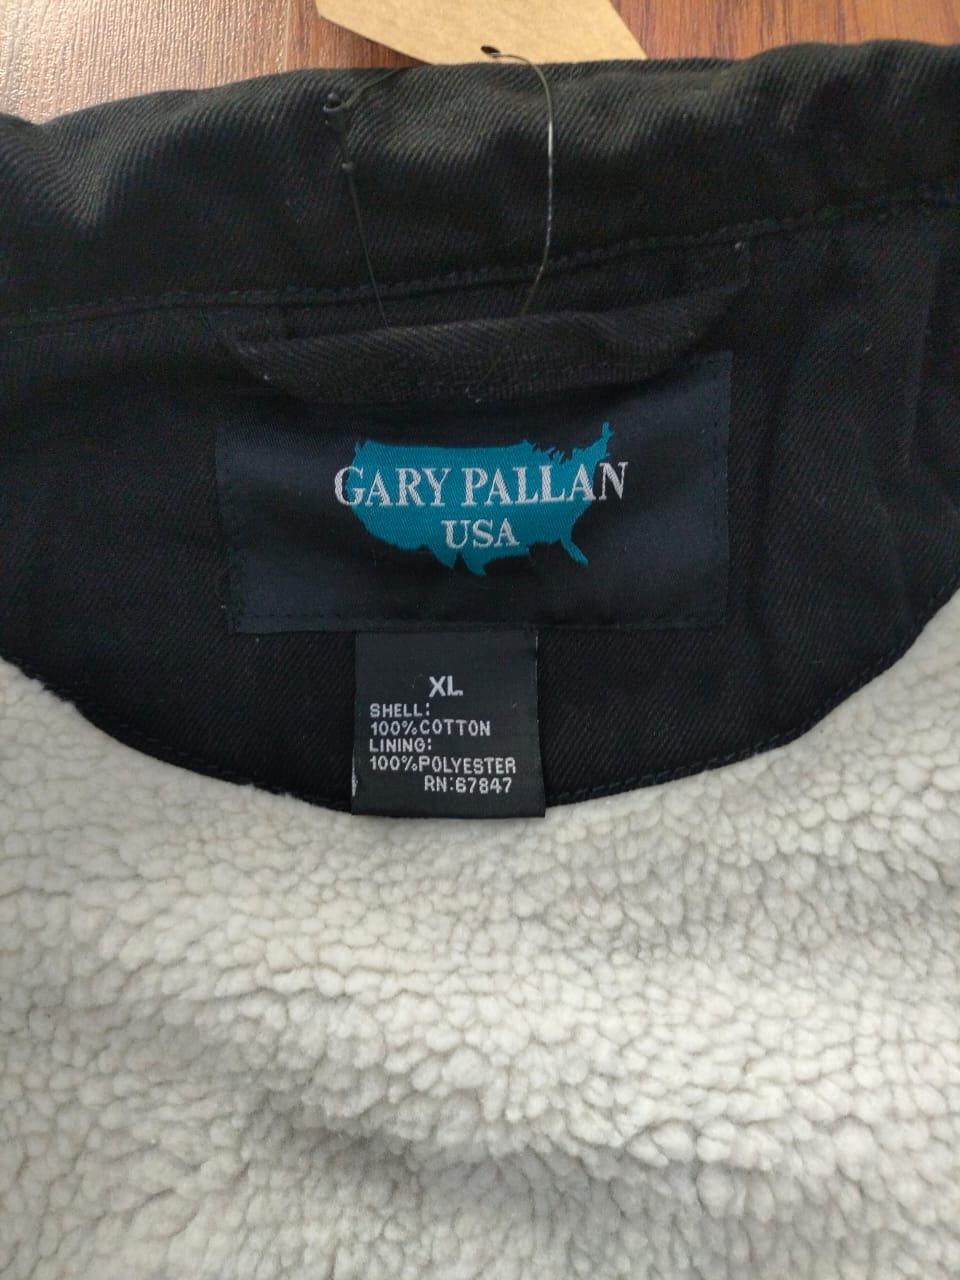 GARY PALLAN
USA
XL
SHELL:
100%COTTON
LINING:
100%POLYESTER
RN:67847